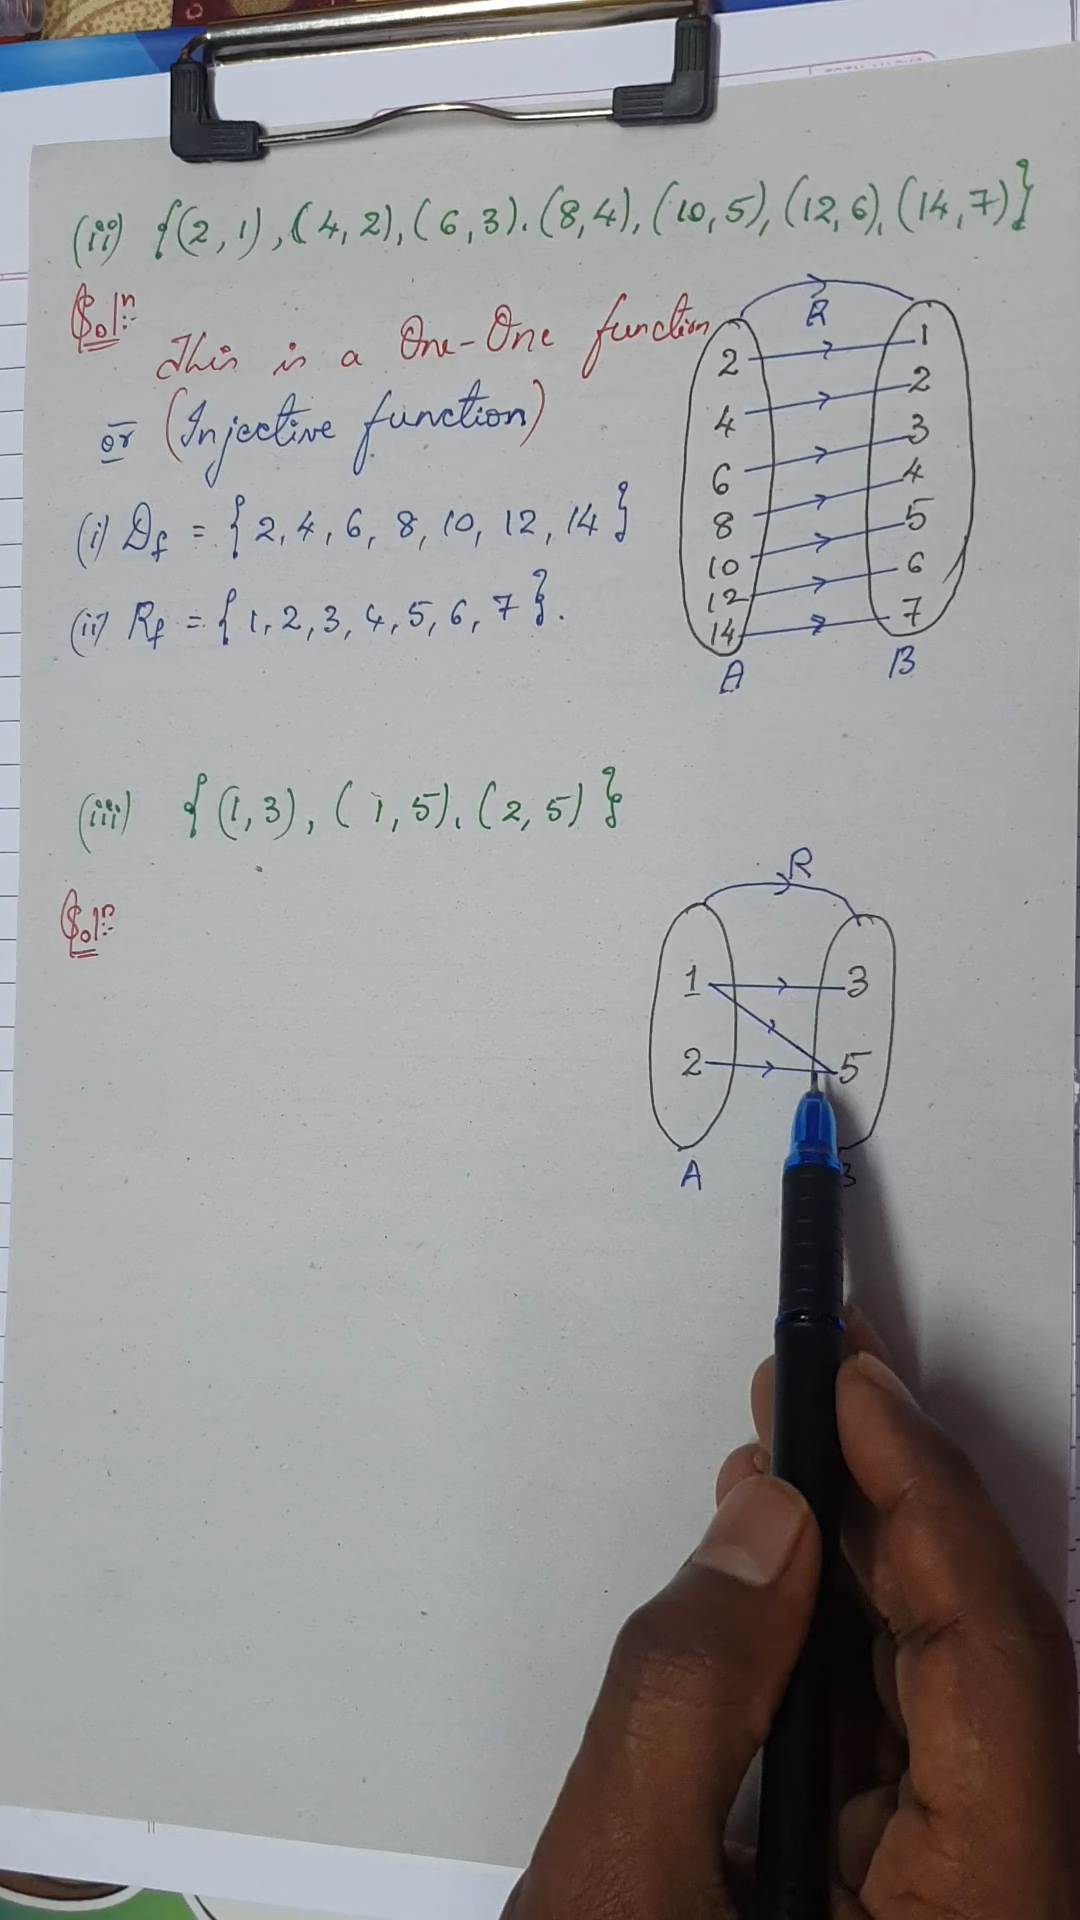 (ii) {(2,1), (4,2), (6,3). (8,4), (10,5), (12,6), (14,7)}
Soln:
This is a One-One function
or (Injective function)
(i) Df = { 2, 4, 6, 8, 10, 12, 14 }
(ii) Rf = { 1, 2, 3, 4, 5, 6, 7 }.
R
2 1
4 2
6 3
8 4
10 5
12 6
14 7
A B
(iii) { (1,3), (1,5), (2,5) }
Soln:
R
1 3
2 5
A B